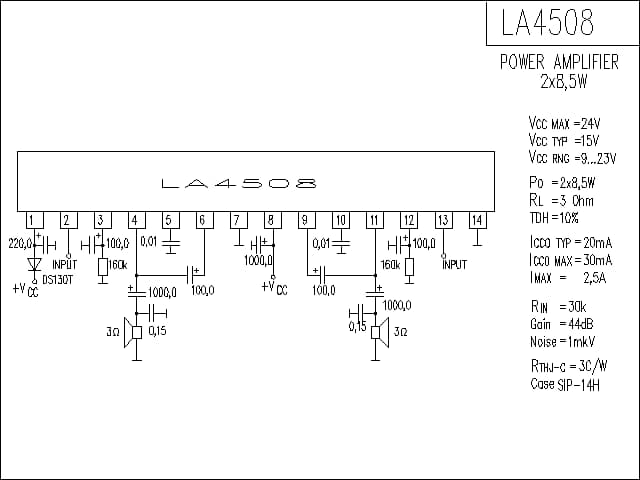 LA4508
POWER AMPLIFIER
2x8,5W
VCC MAX =24V
VCC TYP =15V
VCC RNG =9...23V
PO =2x8,5W
RL =3 Ohm
TDH =10%
ICCO TYP =20mA
ICCO MAX =30mA
IMAX = 2,5A
RIN =30k
Gain =44dB
Noise =1mkV
RTHJ-C =3C/W
Case SIP-14H
LA4508
1 2 3 4 5 6 7 8 9 10 11 12 13 14
220,0 + + 100,0 0,01 + 0,01 + 100,0
INPUT 160k 1000,0 160k INPUT
DS130T
+VCC + 1000,0 + 100,0 +VCC + 100,0 +
1000,0
3Ω 0,15 0,15 3Ω